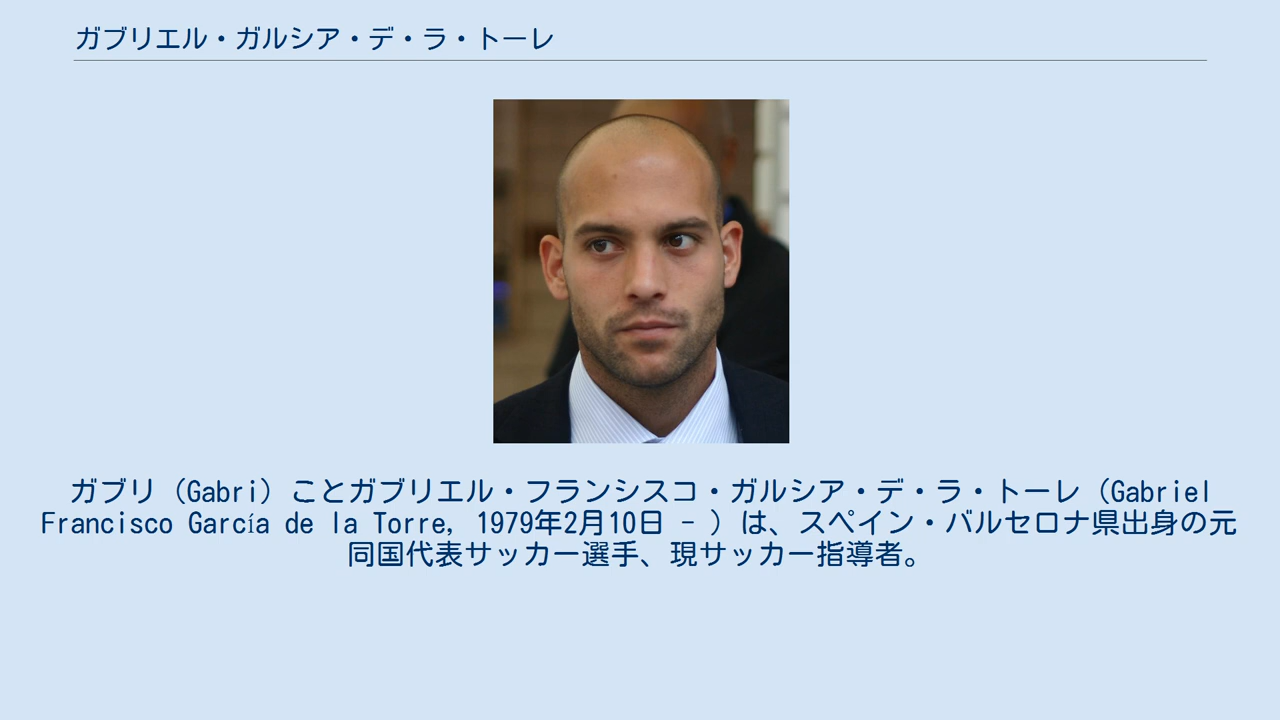 ガブリエル・ガルシア・デ・ラ・トーレ
ガブリ（Gabri）ことガブリエル・フランシスコ・ガルシア・デ・ラ・トーレ（Gabriel
Francisco García de la Torre, 1979年2月10日 - ）は、スペイン・バルセロナ県出身の元
同国代表サッカー選手、現サッカー指導者。